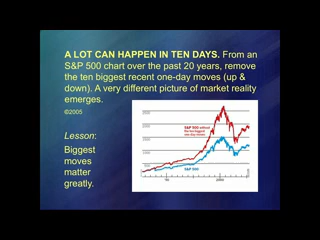 A LOT CAN HAPPEN IN TEN DAYS. From an
S&P 500 chart over the past 20 years, remove
the ten biggest recent one-day moves (up &
down). A very different picture of market reality
emerges.
©2005
Lesson:
Biggest
moves
matter
greatly.
S&P 500 without
the ten biggest
one-day moves
S&P 500